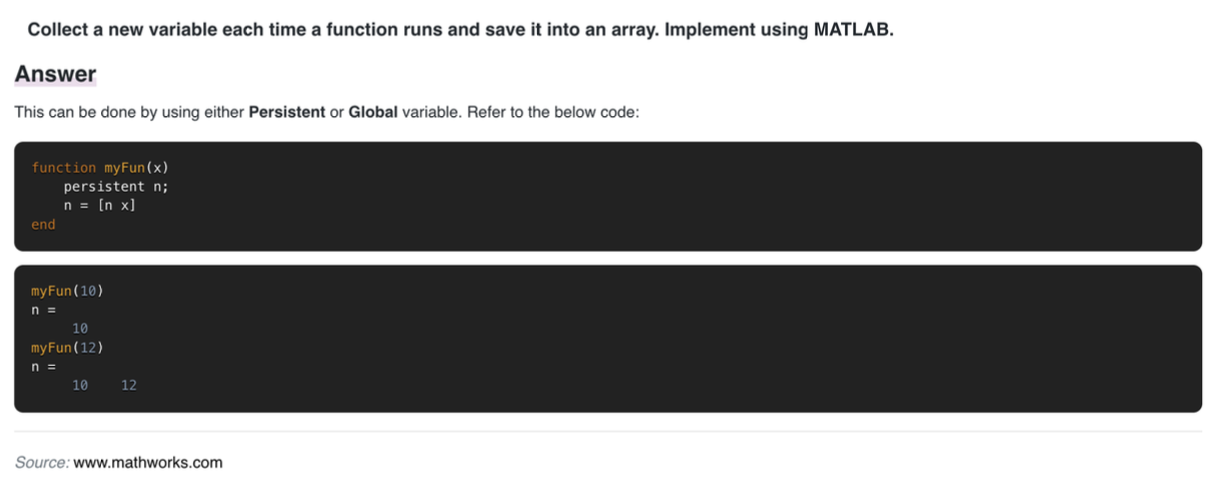 Collect a new variable each time a function runs and save it into an array. Implement using MATLAB.
Answer
This can be done by using either Persistent or Global variable. Refer to the below code:
function myFun(x)
    persistent n;
    n = [n x]
end
myFun(10)
n =
     10
myFun(12)
n =
     10    12
Source: www.mathworks.com